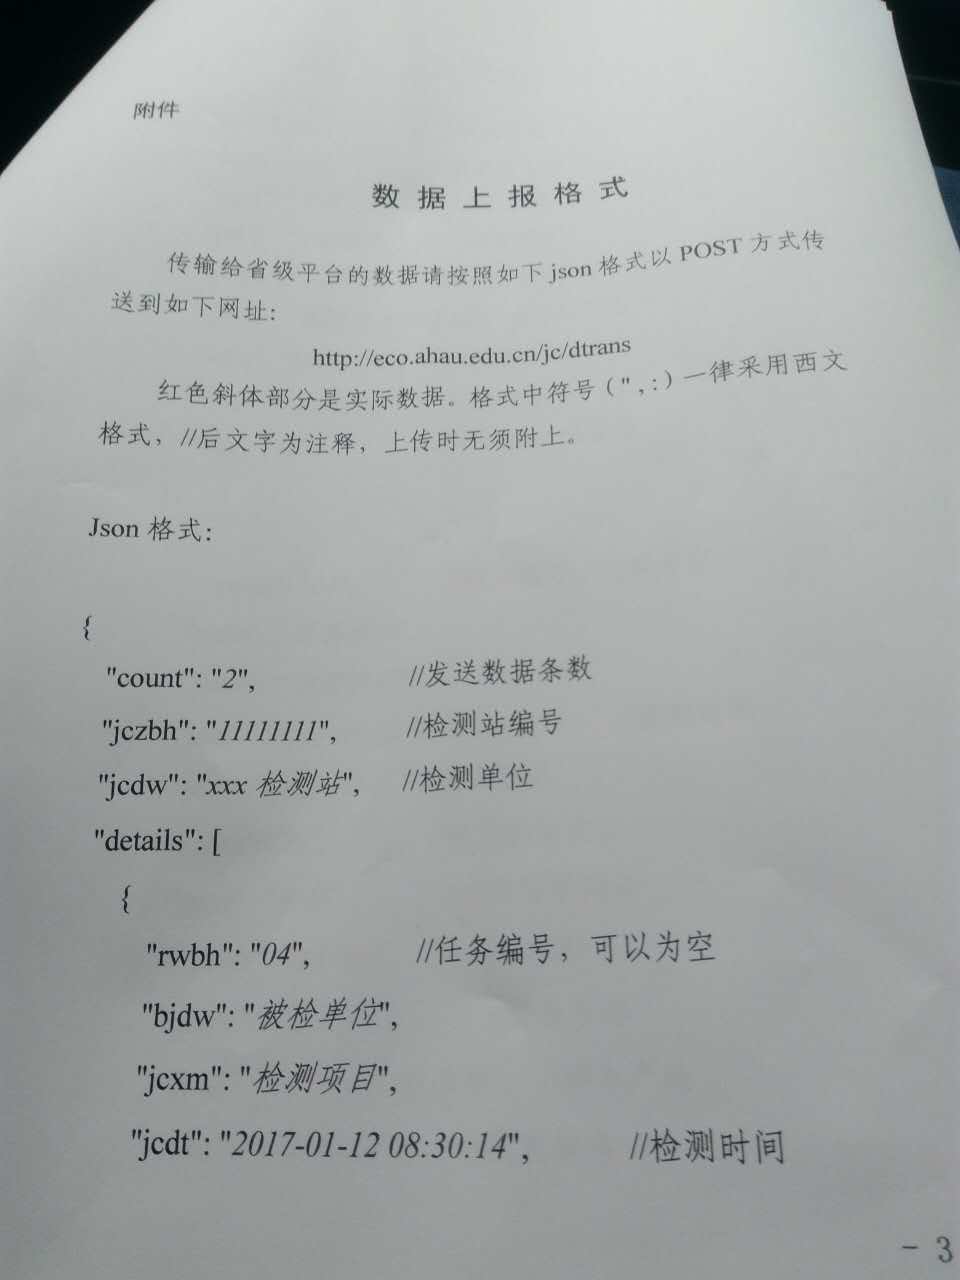 附件
数据上报格式
传输给省级平台的数据请按照如下 json 格式以 POST 方式传
送到如下网址：
http://eco.ahau.edu.cn/jc/dtrans
红色斜体部分是实际数据。格式中符号（" , :）一律采用西文
格式，//后文字为注释，上传时无须附上。
Json 格式：
{
"count": "2", //发送数据条数
"jczbh": "11111111", //检测站编号
"jcdw": "xxx 检测站", //检测单位
"details": [
{
"rwbh": "04", //任务编号，可以为空
"bjdw": "被检单位",
"jcxm": "检测项目",
"jcdt": "2017-01-12 08:30:14", //检测时间
- 3